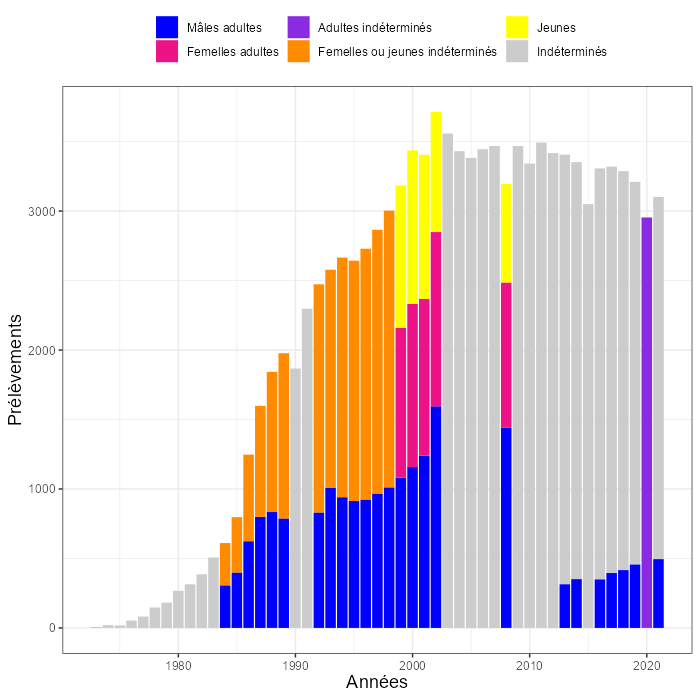 Mâles adultes Adultes indéterminés Jeunes
Femelles adultes Femelles ou jeunes indéterminés Indéterminés
Prélèvements
3000
2000
1000
0
1980 1990 2000 2010 2020
Années